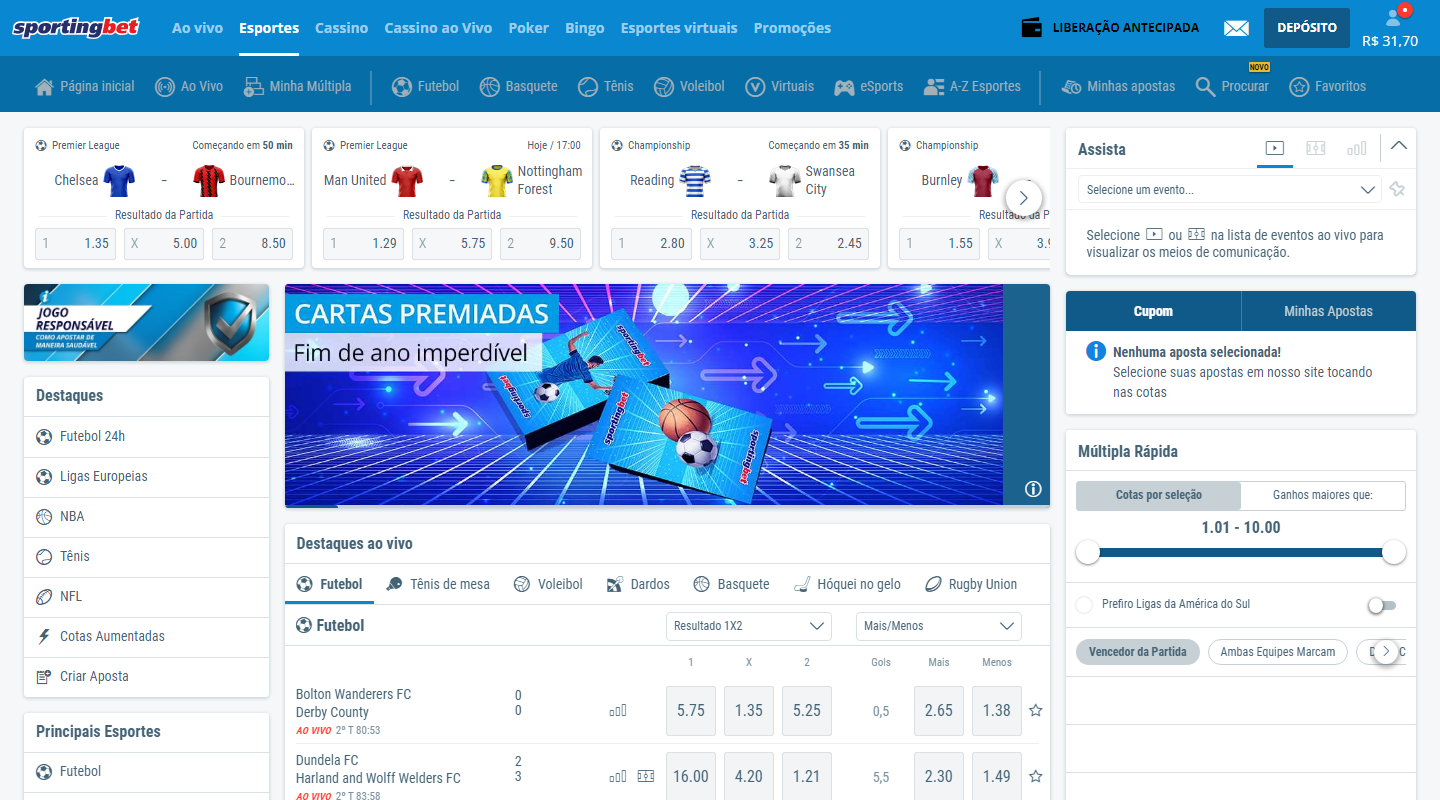 sportingbet
Ao vivo
Esportes
Cassino
Cassino ao Vivo
Poker
Bingo
Esportes virtuais
Promoções
LIBERAÇÃO ANTECIPADA
DEPÓSITO
R$ 31,70
Página inicial
Ao Vivo
Minha Múltipla
Futebol
Basquete
Tênis
Voleibol
Virtuais
eSports
A-Z Esportes
Minhas apostas
NOVO
Procurar
Favoritos
Premier League
Começando em 50 min
Chelsea - Bournemo...
Resultado da Partida
1 1.35 X 5.00 2 8.50
Premier League
Hoje / 17:00
Man United - Nottingham
Forest
Resultado da Partida
1 1.29 X 5.75 2 9.50
Championship
Começando em 35 min
Reading - Swansea
City
Resultado da Partida
1 2.80 X 3.25 2 2.45
Championship
Burnley -
1 1.55 X
Assista
Selecione um evento...
Selecione ou na lista de eventos ao vivo para
visualizar os meios de comunicação.
i
JOGO
RESPONSÁVEL
COMO APOSTAR DE
MANEIRA SAUDÁVEL
Destaques
Futebol 24h
Ligas Europeias
NBA
Tênis
NFL
Cotas Aumentadas
Criar Aposta
Principais Esportes
Futebol
CARTAS PREMIADAS
Fim de ano imperdível
sportingbet
sportingbet
sportingbet
sportingbet
Destaques ao vivo
Futebol
Tênis de mesa
Voleibol
Dardos
Basquete
Hóquei no gelo
Rugby Union
Futebol
Resultado 1X2
Mais/Menos
1 X 2 Gols Mais Menos
Bolton Wanderers FC 0
Derby County 0
AO VIVO 2º T 80:53
5.75 1.35 5.25 0,5 2.65 1.38
Dundela FC 2
Harland and Wolff Welders FC 3
AO VIVO 2º T 83:58
16.00 4.20 1.21 5,5 2.30 1.49
Cupom
Minhas Apostas
Nenhuma aposta selecionada!
Selecione suas apostas em nosso site tocando
nas cotas
Múltipla Rápida
Cotas por seleção
Ganhos maiores que:
1.01 - 10.00
Prefiro Ligas da América do Sul
Vencedor da Partida
Ambas Equipes Marcam